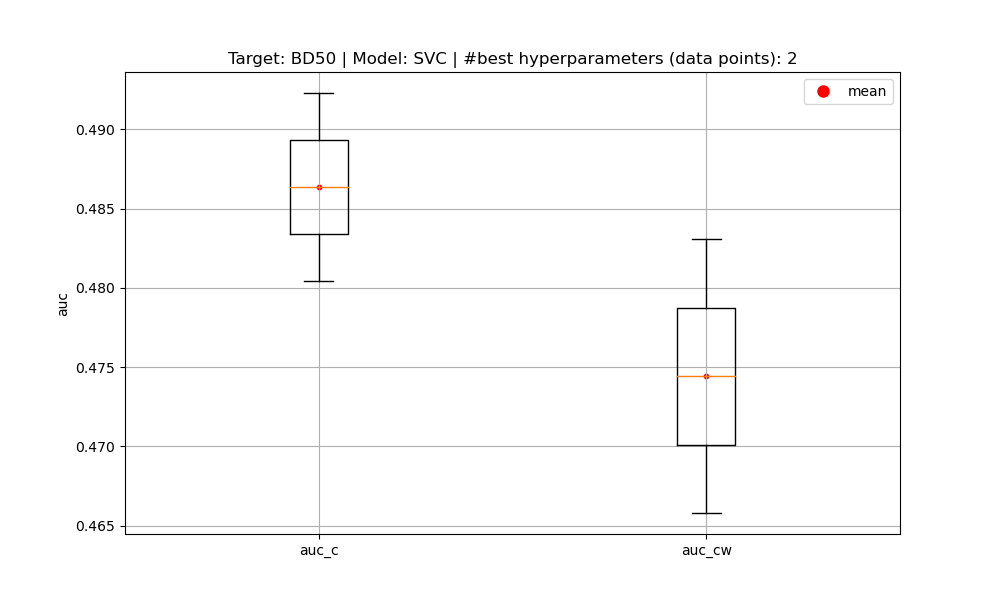 Target: BD50 | Model: SVC | #best hyperparameters (data points): 2
mean
0.490
0.485
0.480
0.475
0.470
0.465
auc
auc_c
auc_cw